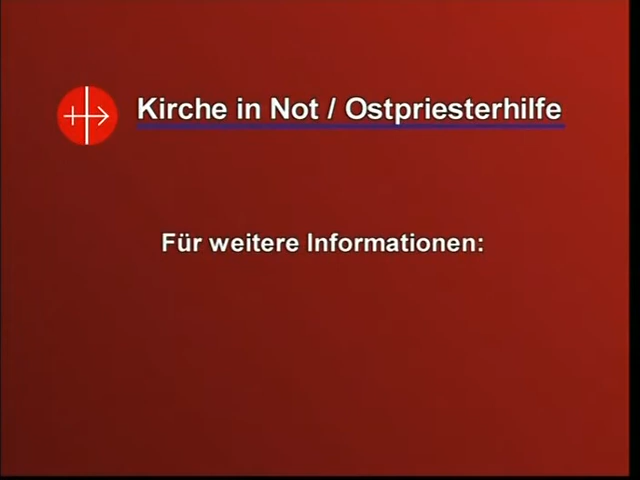 Kirche in Not / Ostpriesterhilfe
Für weitere Informationen: